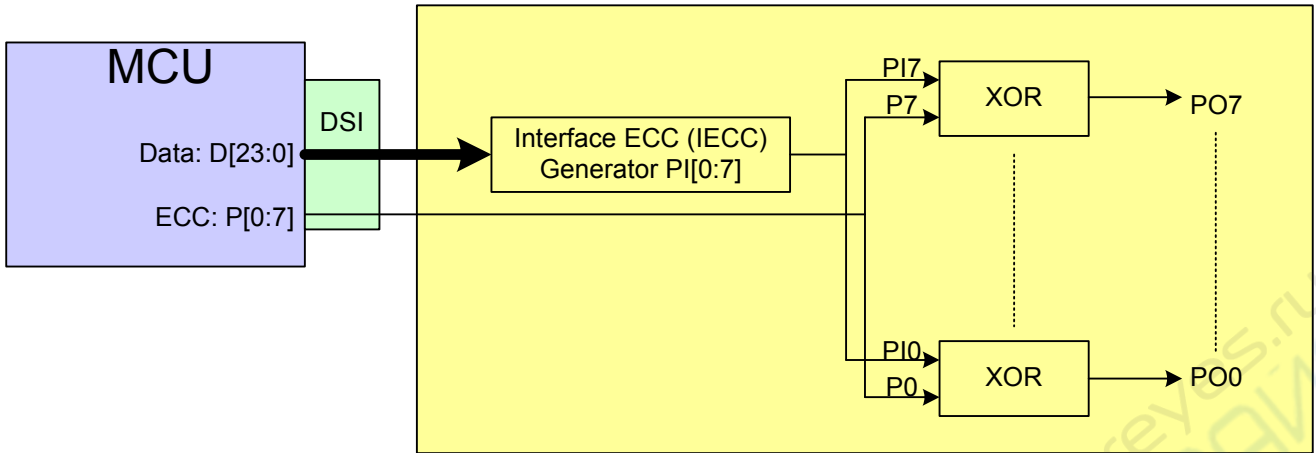 MCU
DSI
Data: D[23:0]
ECC: P[0:7]
Interface ECC (IECC)
Generator PI[0:7]
PI7
P7
XOR
PO7
PI0
P0
XOR
PO0